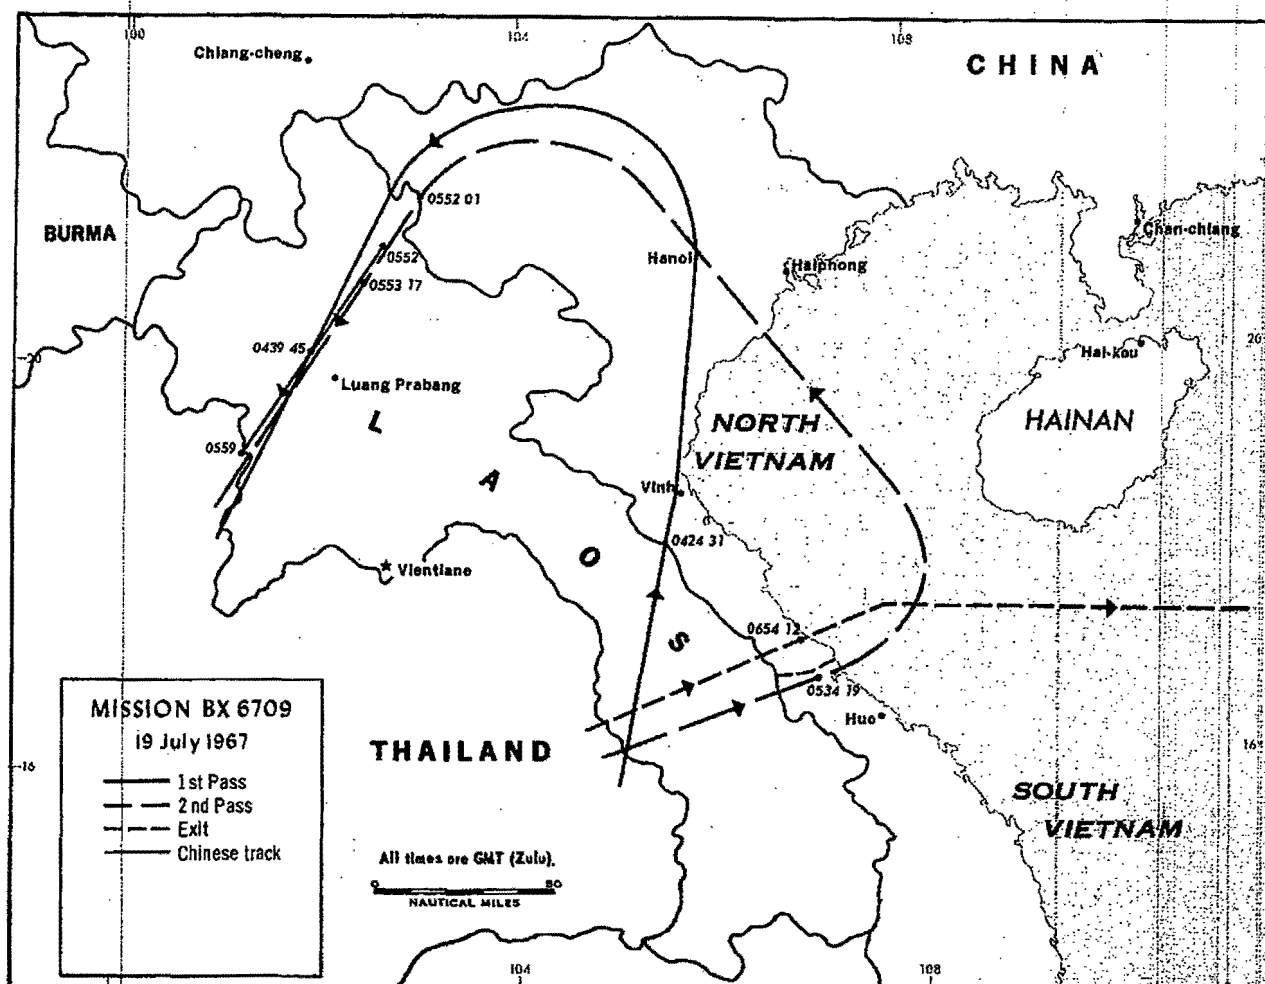 100
104
108
Chiang-cheng
CHINA
BURMA
0552 01
Chan-chiang
Hanoi
0552
Haiphong
0553 17
20
0439 45
20
Hai-kou
Luang Prabang
L
NORTH
VIETNAM
HAINAN
0559
A
Vinh
0424 31
O
Vientiane
0654 12
S
0534 19
Huo
MISSION BX 6709
19 July 1967
1st Pass
2nd Pass
Exit
Chinese track
THAILAND
16
16
SOUTH
VIETNAM
All times are GMT (Zulu).
0
50
NAUTICAL MILES
104
108